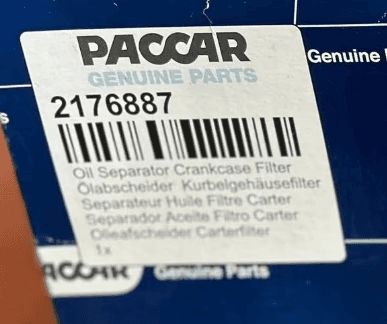 PACCAR
GENUINE PARTS
Genuine P
2176887
s
Oil Separator Crankcase Filter
Ölabscheider Kurbelgehäusefilter
Separateur Huile Filtre Carter
Separador Aceite Filtro Carter
Olieafscheider Carterfilter
1x
ACCAR Genuine Parts